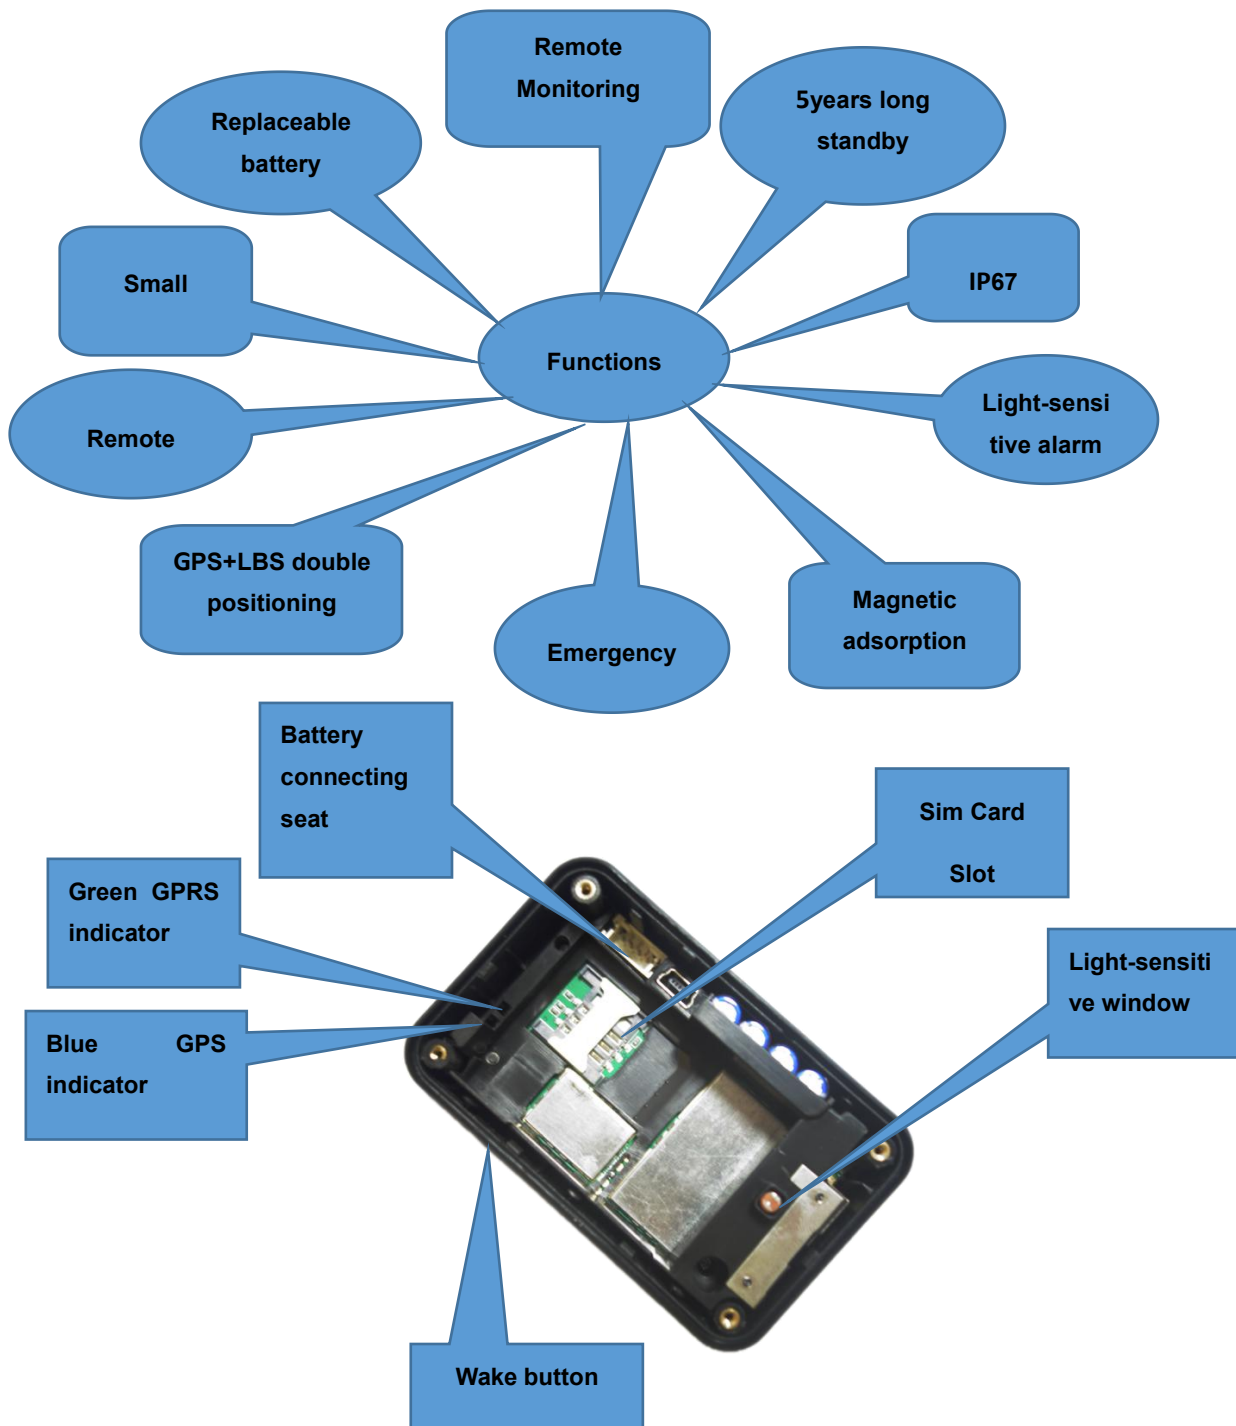 Remote
Monitoring
5years long
standby
Replaceable
battery
Small
IP67
Functions
Remote
Light-sensi
tive alarm
GPS+LBS double
positioning
Emergency
Magnetic
adsorption
Battery
connecting
seat
Sim Card
Slot
Green GPRS
indicator
Light-sensiti
ve window
Blue GPS
indicator
Wake button